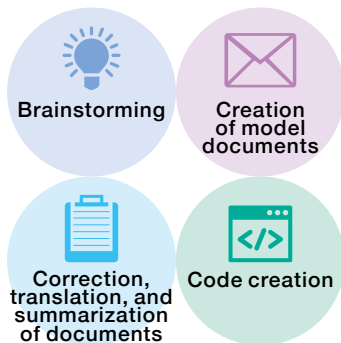 Brainstorming
Creation
of model
documents
Correction,
translation, and
summarization
of documents
</>
Code creation